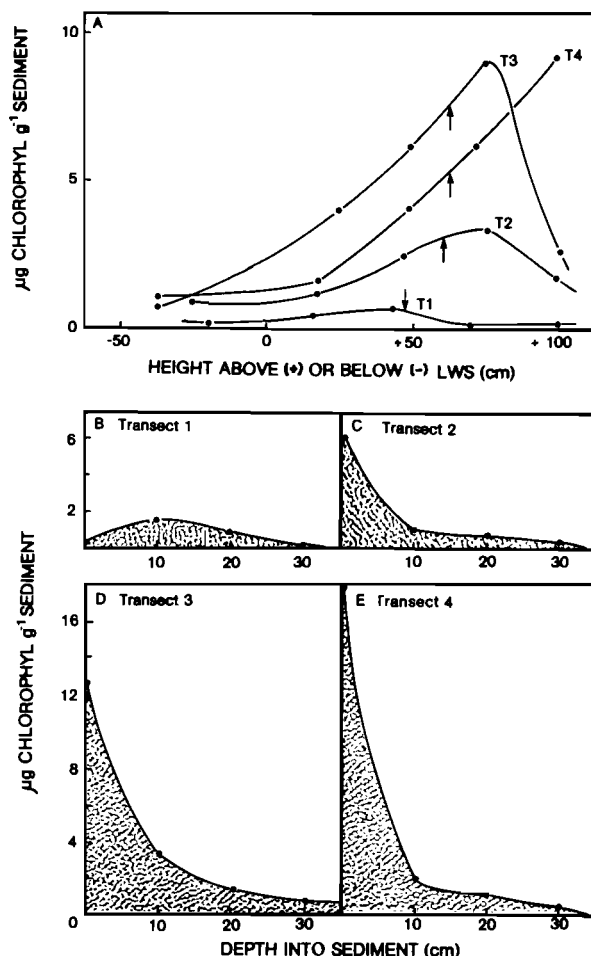 A
10
5
0
µg CHLOROPHYL g⁻¹ SEDIMENT
T3
T4
T2
T1
-50
0
+50
+100
HEIGHT ABOVE (+) OR BELOW (-) LWS (cm)
B Transect 1
C Transect 2
6
4
2
10
20
30
10
20
30
µg CHLOROPHYL g⁻¹ SEDIMENT
D Transect 3
E Transect 4
16
12
8
4
0
10
20
30
10
20
30
DEPTH INTO SEDIMENT (cm)